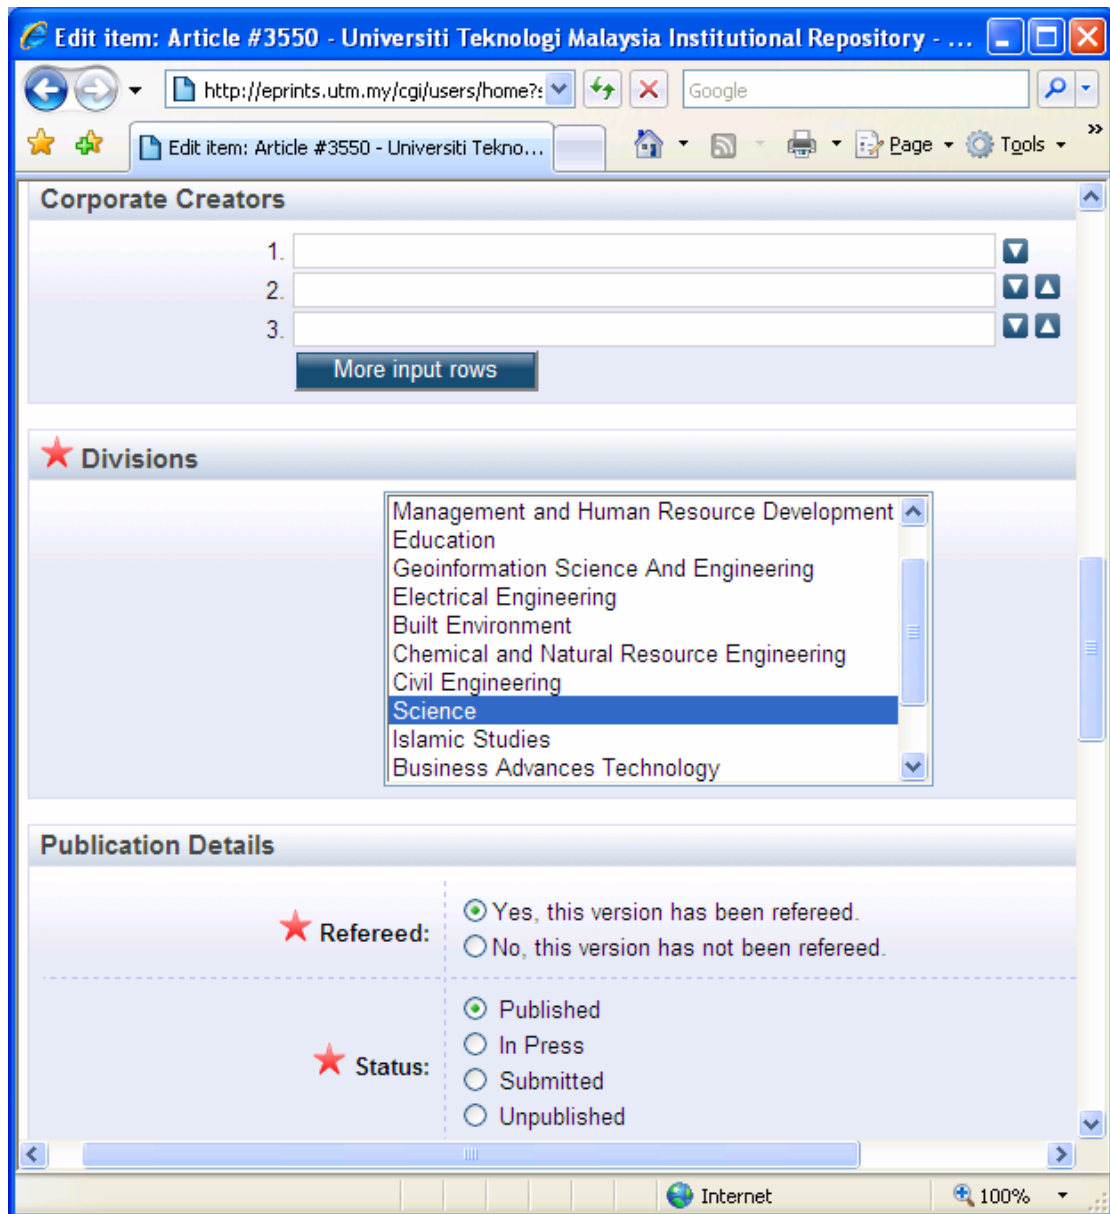 Edit item: Article #3550 - Universiti Teknologi Malaysia Institutional Repository - ...
http://eprints.utm.my/cgi/users/home?s
Google
Edit item: Article #3550 - Universiti Tekno...
Page
Tools
»
Corporate Creators
1.
2.
3.
More input rows
Divisions
Management and Human Resource Development
Education
Geoinformation Science And Engineering
Electrical Engineering
Built Environment
Chemical and Natural Resource Engineering
Civil Engineering
Science
Islamic Studies
Business Advances Technology
Publication Details
Refereed:
Yes, this version has been refereed.
No, this version has not been refereed.
Status:
Published
In Press
Submitted
Unpublished
Internet
100%